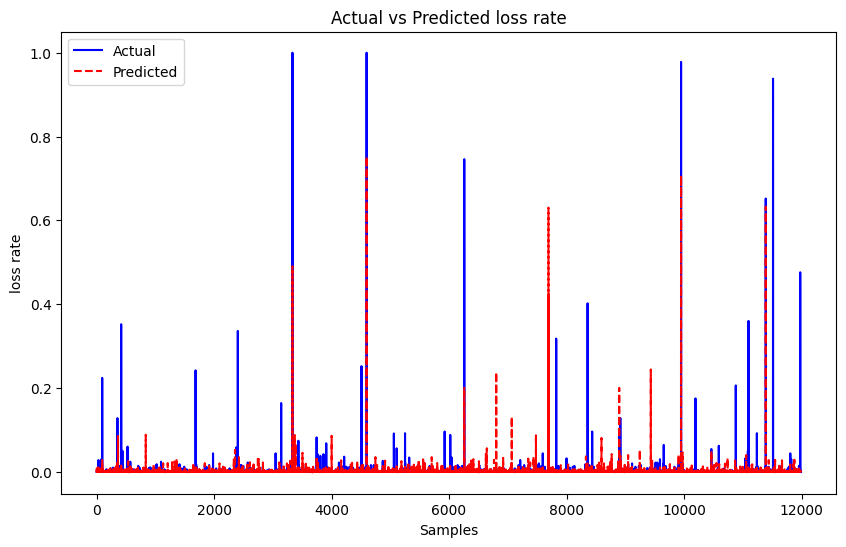 Actual vs Predicted loss rate
Actual
Predicted
1.0
0.8
0.6
0.4
0.2
0.0
loss rate
0 2000 4000 6000 8000 10000 12000
Samples